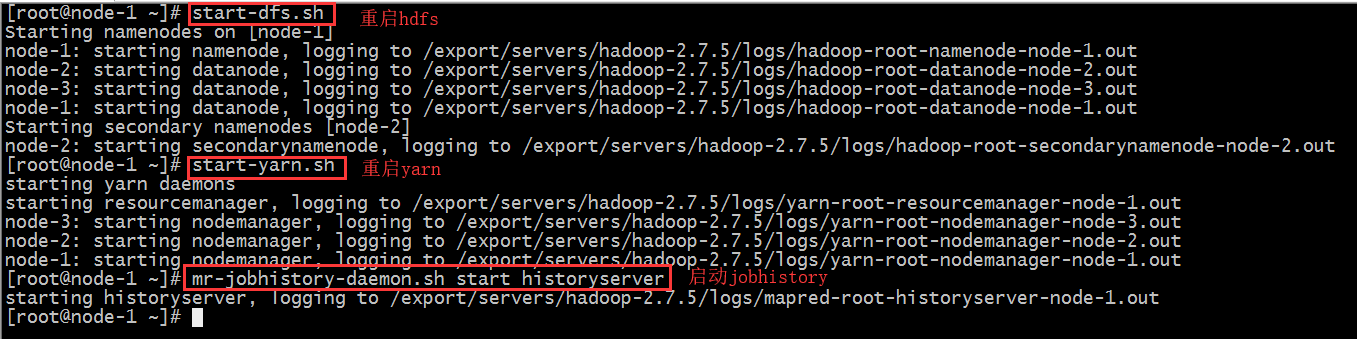 [root@node-1 ~]# start-dfs.sh 重启hdfs
Starting namenodes on [node-1]
node-1: starting namenode, logging to /export/servers/hadoop-2.7.5/logs/hadoop-root-namenode-node-1.out
node-2: starting datanode, logging to /export/servers/hadoop-2.7.5/logs/hadoop-root-datanode-node-2.out
node-3: starting datanode, logging to /export/servers/hadoop-2.7.5/logs/hadoop-root-datanode-node-3.out
node-1: starting datanode, logging to /export/servers/hadoop-2.7.5/logs/hadoop-root-datanode-node-1.out
Starting secondary namenodes [node-2]
node-2: starting secondarynamenode, logging to /export/servers/hadoop-2.7.5/logs/hadoop-root-secondarynamenode-node-2.out
[root@node-1 ~]# start-yarn.sh 重启yarn
starting yarn daemons
starting resourcemanager, logging to /export/servers/hadoop-2.7.5/logs/yarn-root-resourcemanager-node-1.out
node-3: starting nodemanager, logging to /export/servers/hadoop-2.7.5/logs/yarn-root-nodemanager-node-3.out
node-2: starting nodemanager, logging to /export/servers/hadoop-2.7.5/logs/yarn-root-nodemanager-node-2.out
node-1: starting nodemanager, logging to /export/servers/hadoop-2.7.5/logs/yarn-root-nodemanager-node-1.out
[root@node-1 ~]# mr-jobhistory-daemon.sh start historyserver 启动jobhistory
starting historyserver, logging to /export/servers/hadoop-2.7.5/logs/mapred-root-historyserver-node-1.out
[root@node-1 ~]#